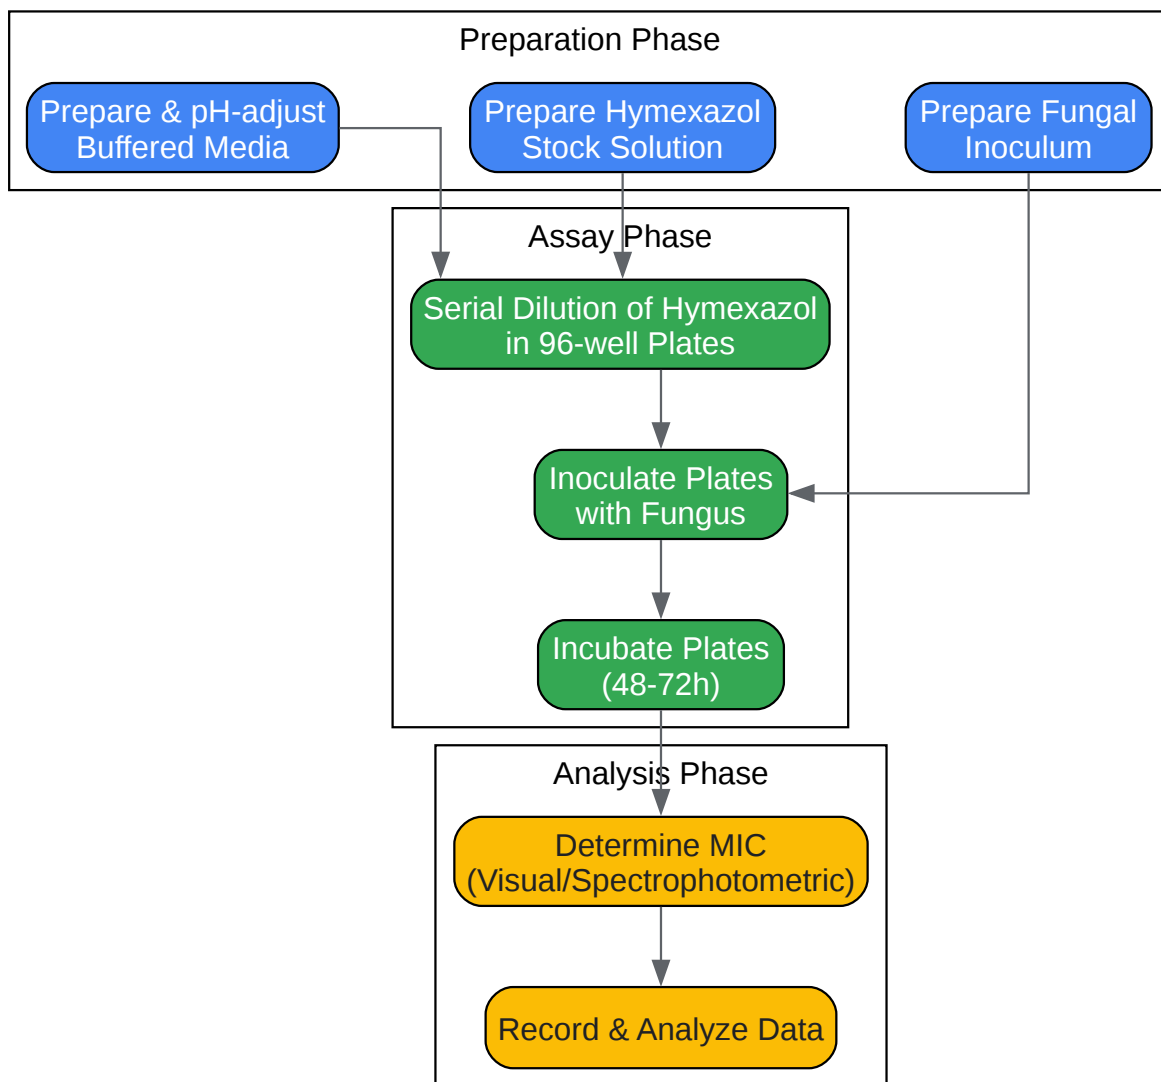 Preparation Phase
Prepare & pH-adjust
Buffered Media
Prepare Hymexazol
Stock Solution
Prepare Fungal
Inoculum
Assay Phase
Serial Dilution of Hymexazol
in 96-well Plates
Inoculate Plates
with Fungus
Incubate Plates
(48-72h)
Analysis Phase
Determine MIC
(Visual/Spectrophotometric)
Record & Analyze Data